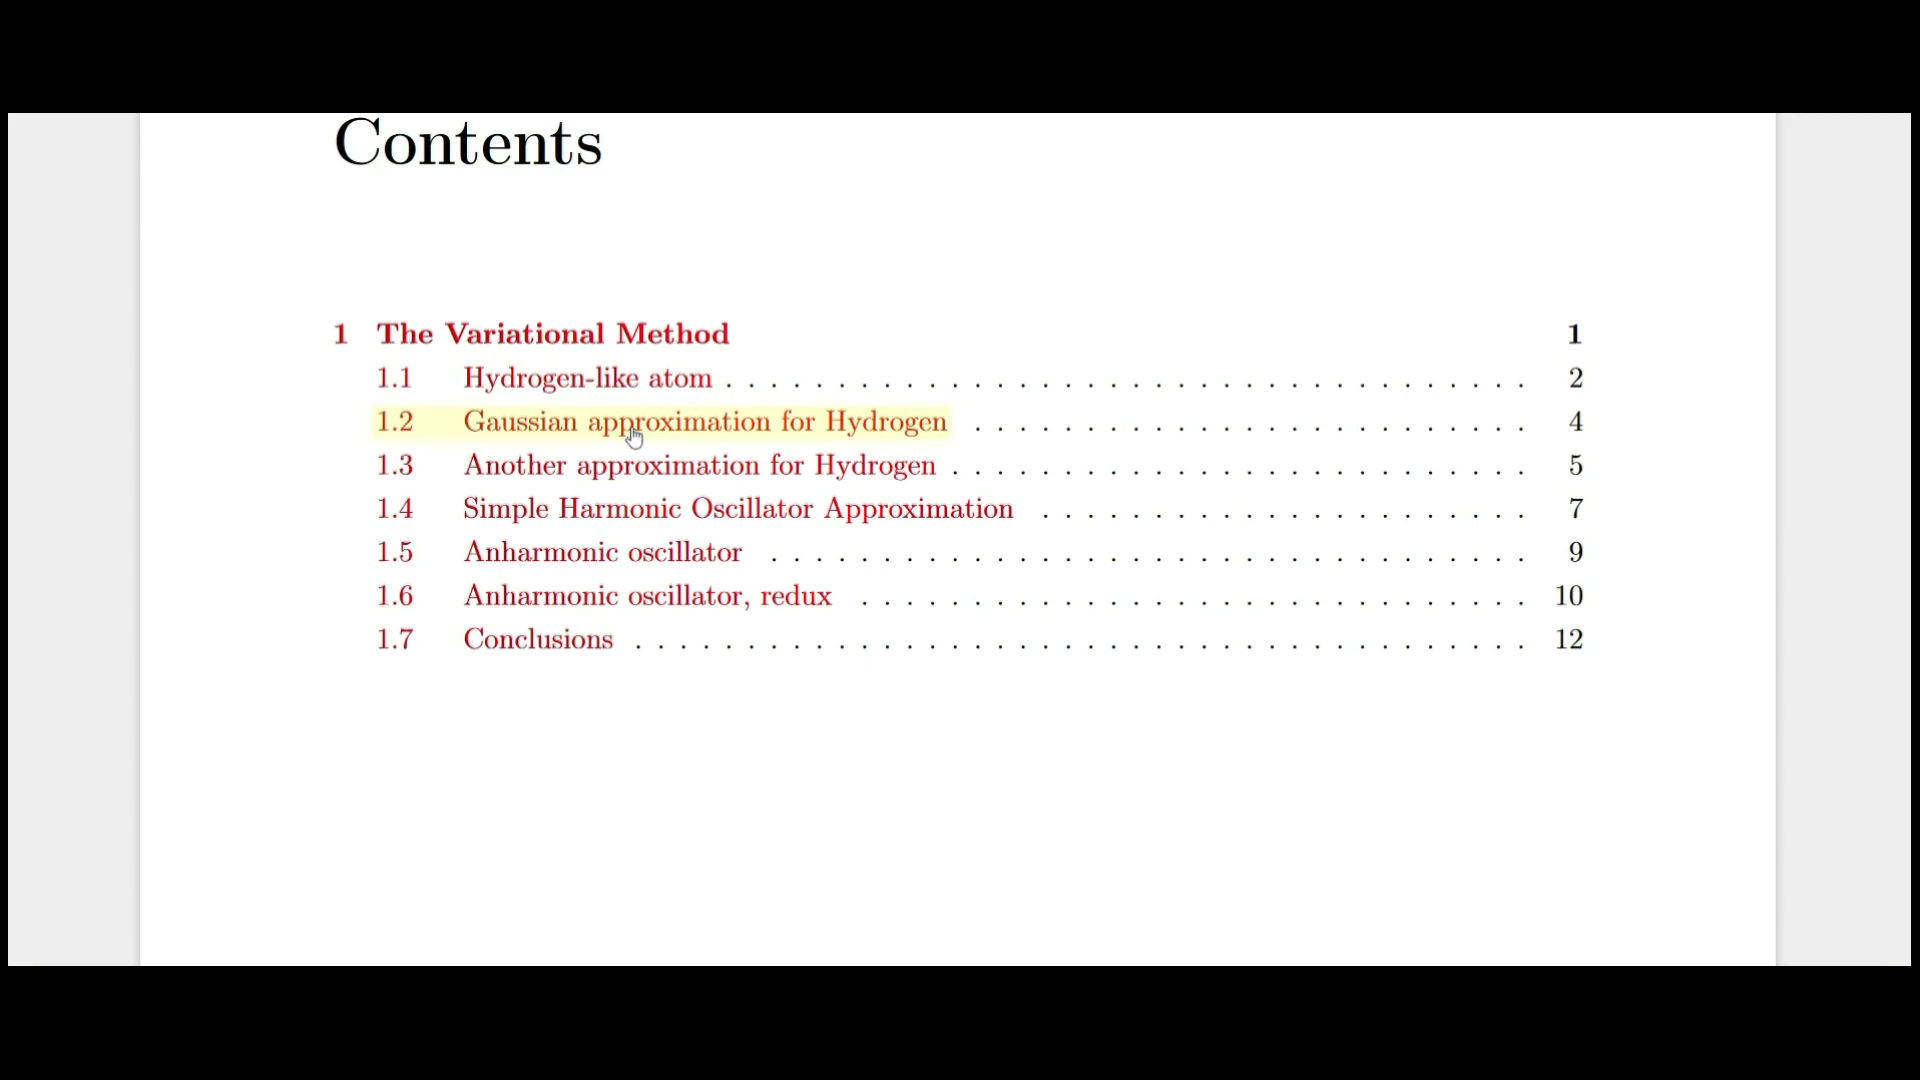 Contents
1 The Variational Method 1
1.1 Hydrogen-like atom . . . . . . . . . . . . . . . . . . . . . . . . . . . . . . . . . . . . 2
1.2 Gaussian approximation for Hydrogen . . . . . . . . . . . . . . . . . . . . . . . . . 4
1.3 Another approximation for Hydrogen . . . . . . . . . . . . . . . . . . . . . . . . . . 5
1.4 Simple Harmonic Oscillator Approximation . . . . . . . . . . . . . . . . . . . . . . 7
1.5 Anharmonic oscillator . . . . . . . . . . . . . . . . . . . . . . . . . . . . . . . . . . 9
1.6 Anharmonic oscillator, redux . . . . . . . . . . . . . . . . . . . . . . . . . . . . . . 10
1.7 Conclusions . . . . . . . . . . . . . . . . . . . . . . . . . . . . . . . . . . . . . . . . 12